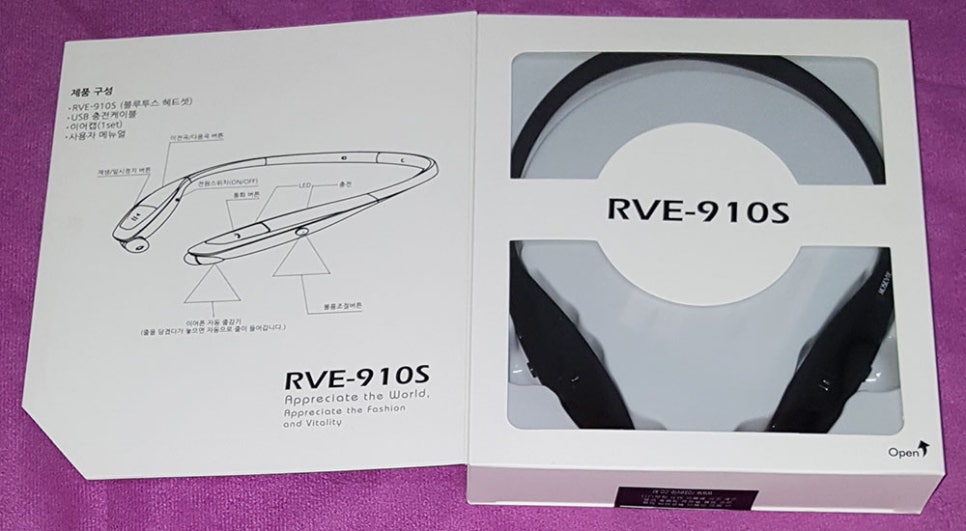 제품 구성
·RVE-910S (블루투스 헤드셋)
·USB 충전케이블
·이어캡(1set)
·사용자 메뉴얼
이전곡/다음곡 버튼
재생/일시정지 버튼
전원스위치(ON/OFF)
통화 버튼
LED
충전
볼륨조절버튼
이어폰 자동 줄감기
(줄을 당겼다가 놓으면 자동으로 줄이 들어갑니다.)
RVE-910S
Appreciate the World,
Appreciate the Fashion
and Vitality
RVE-910S
Open